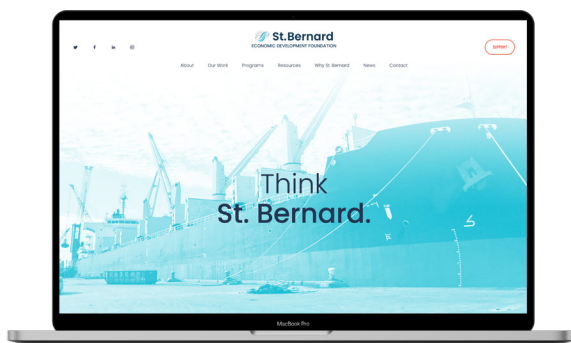 St.Bernard
ECONOMIC DEVELOPMENT FOUNDATION
SUPPORT
About Our Work Programs Resources Why St. Bernard News Contact
Think
St. Bernard.
MacBook Pro